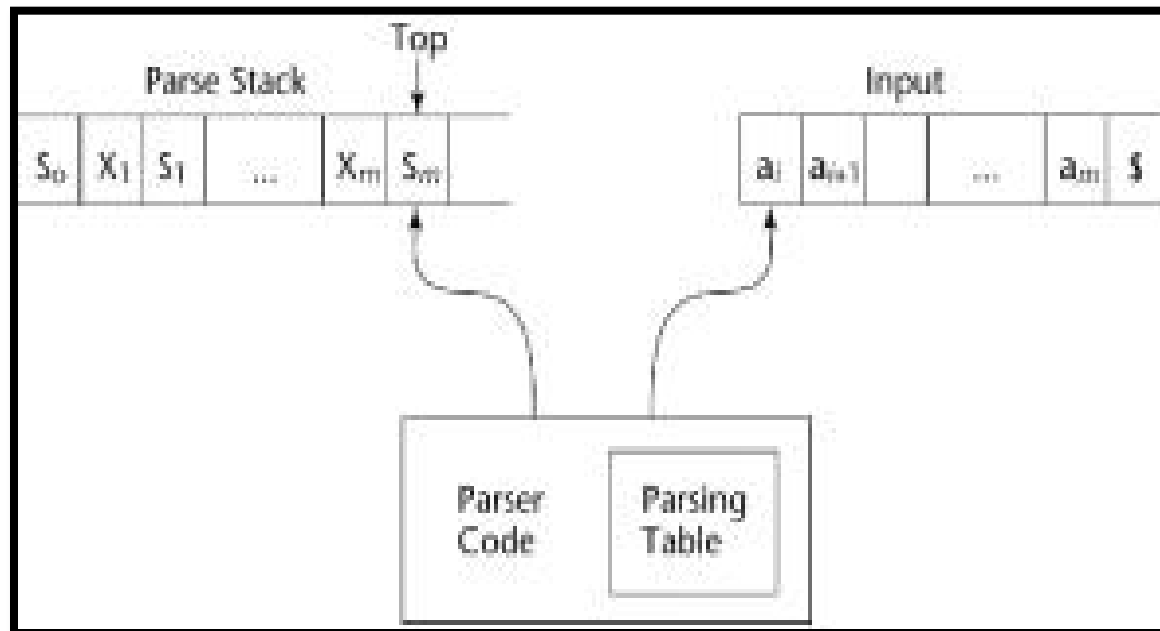 Top
Parse Stack
Input
S₀ X₁ S₁ ... Xₘ Sₘ
aᵢ aᵢ₊₁ ... aₘ $
Parser
Code
Parsing
Table